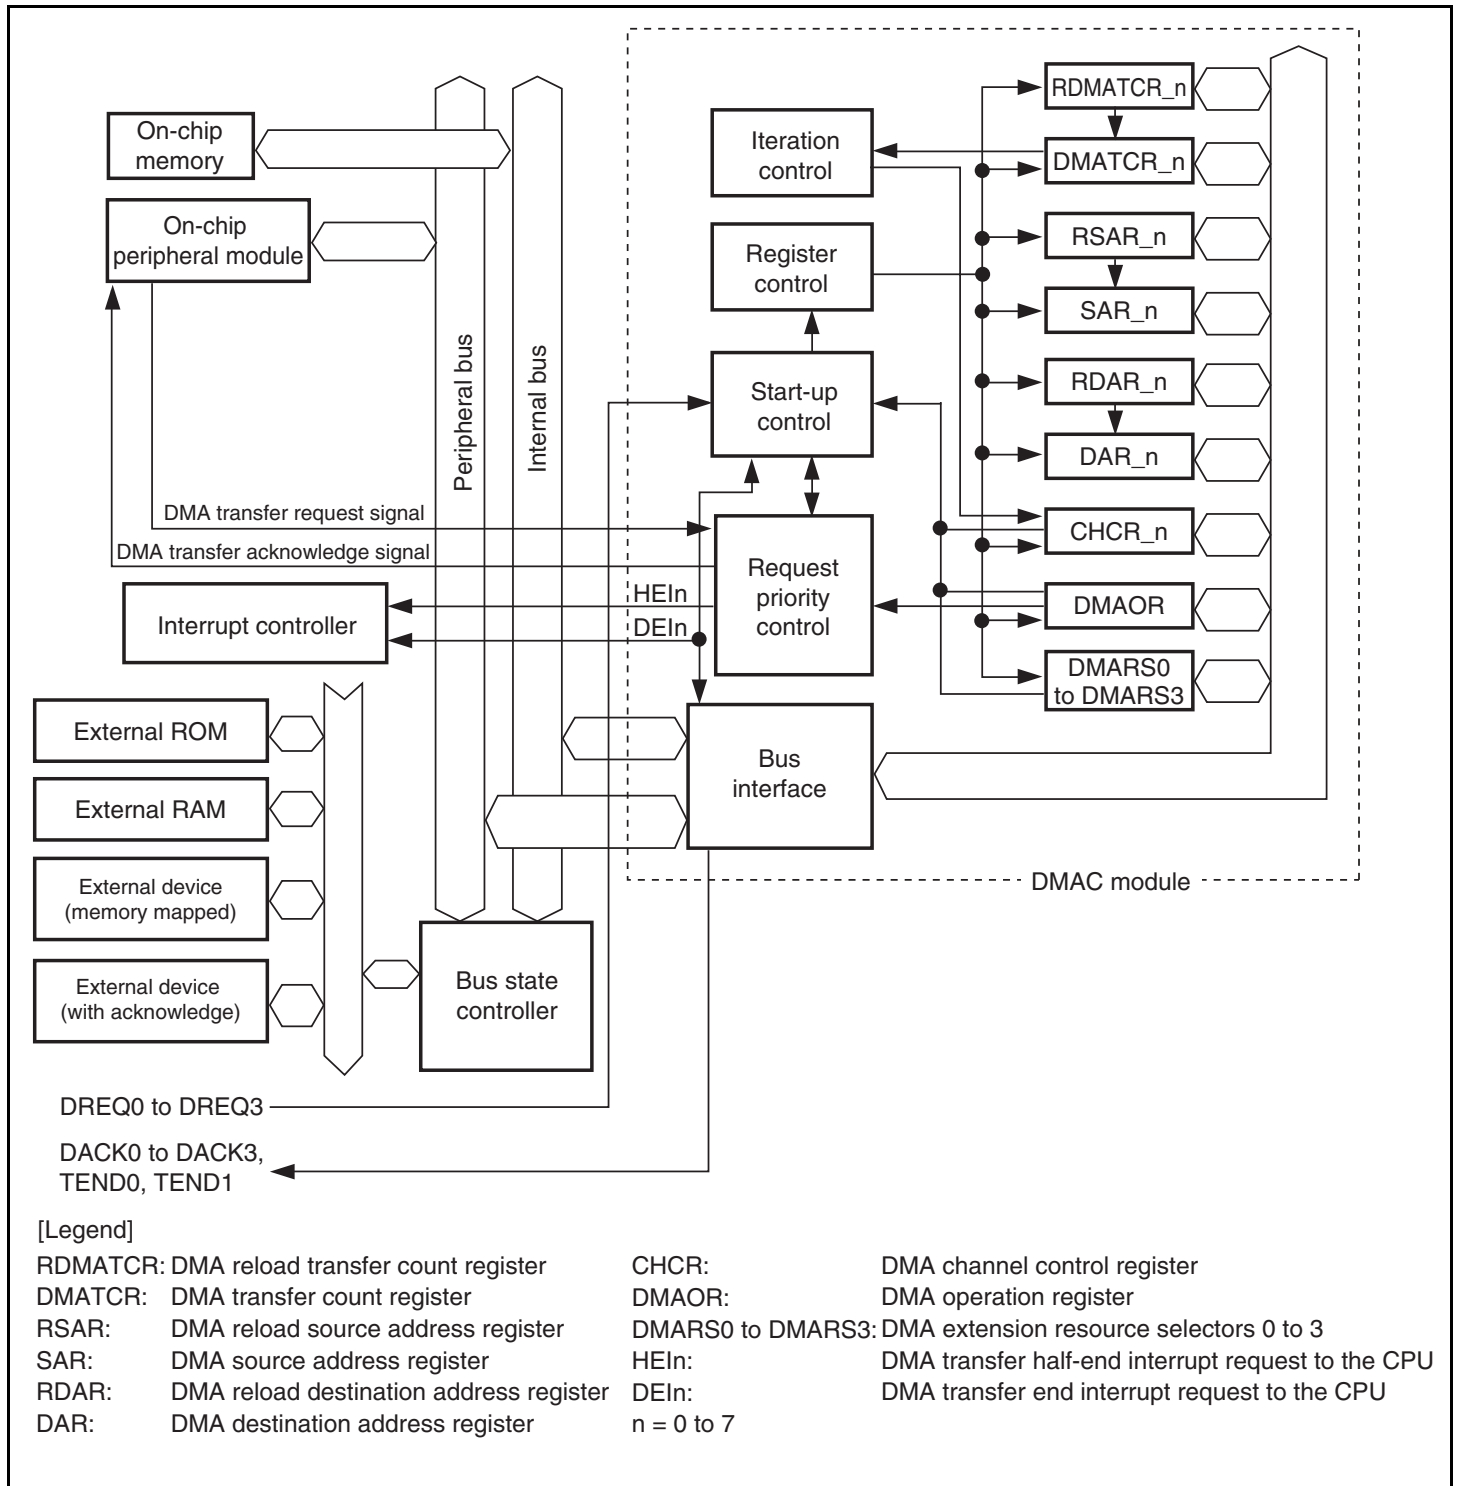 On-chip
memory
On-chip
peripheral module
Peripheral bus
Internal bus
Iteration
control
Register
control
Start-up
control
Request
priority
control
Bus
interface
RDMATCR_n
DMATCR_n
RSAR_n
SAR_n
RDAR_n
DAR_n
CHCR_n
DMAOR
DMARS0
to DMARS3
DMA transfer request signal
DMA transfer acknowledge signal
HEIn
DEIn
Interrupt controller
External ROM
External RAM
External device
(memory mapped)
External device
(with acknowledge)
Bus state
controller
DMAC module
DREQ0 to DREQ3
DACK0 to DACK3,
TEND0, TEND1
[Legend]
RDMATCR: DMA reload transfer count register
DMATCR: DMA transfer count register
RSAR: DMA reload source address register
SAR: DMA source address register
RDAR: DMA reload destination address register
DAR: DMA destination address register
CHCR: DMA channel control register
DMAOR: DMA operation register
DMARS0 to DMARS3: DMA extension resource selectors 0 to 3
HEIn: DMA transfer half-end interrupt request to the CPU
DEIn: DMA transfer end interrupt request to the CPU
n = 0 to 7